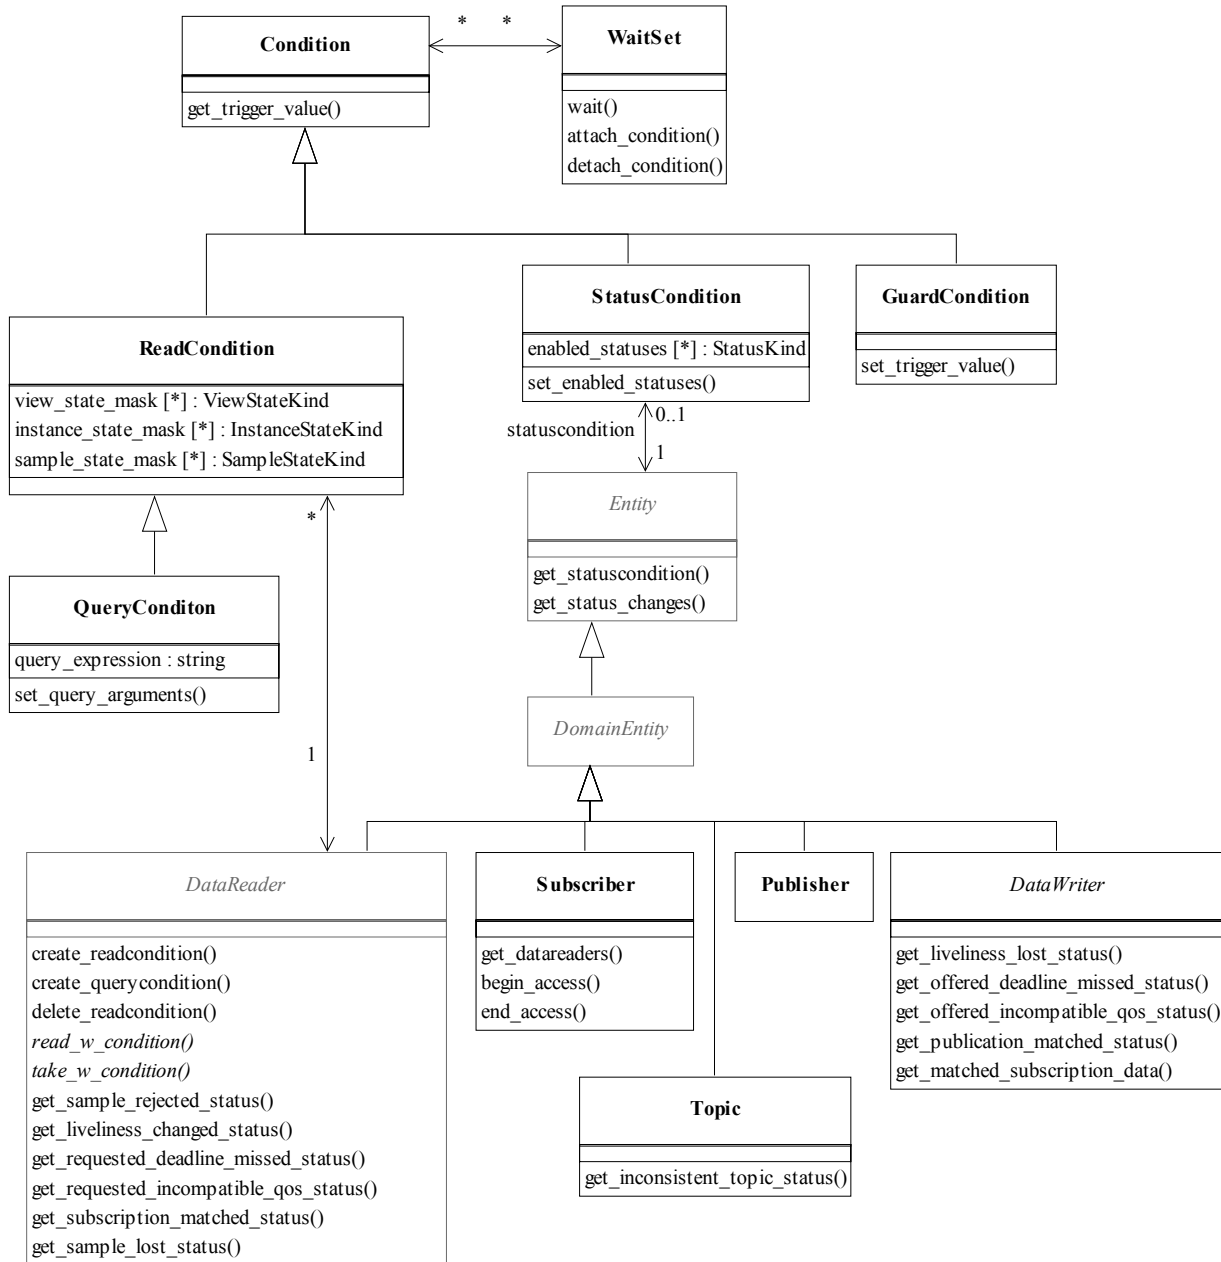 * *
Condition
get_trigger_value()
WaitSet
wait()
attach_condition()
detach_condition()
ReadCondition
view_state_mask [*] : ViewStateKind
instance_state_mask [*] : InstanceStateKind
sample_state_mask [*] : SampleStateKind
StatusCondition
enabled_statuses [*] : StatusKind
set_enabled_statuses()
GuardCondition
set_trigger_value()
0..1
statuscondition
1
*
Entity
get_statuscondition()
get_status_changes()
QueryConditon
query_expression : string
set_query_arguments()
DomainEntity
1
DataReader
create_readcondition()
create_querycondition()
delete_readcondition()
read_w_condition()
take_w_condition()
get_sample_rejected_status()
get_liveliness_changed_status()
get_requested_deadline_missed_status()
get_requested_incompatible_qos_status()
get_subscription_matched_status()
get_sample_lost_status()
Subscriber
get_datareaders()
begin_access()
end_access()
Publisher
DataWriter
get_liveliness_lost_status()
get_offered_deadline_missed_status()
get_offered_incompatible_qos_status()
get_publication_matched_status()
get_matched_subscription_data()
Topic
get_inconsistent_topic_status()